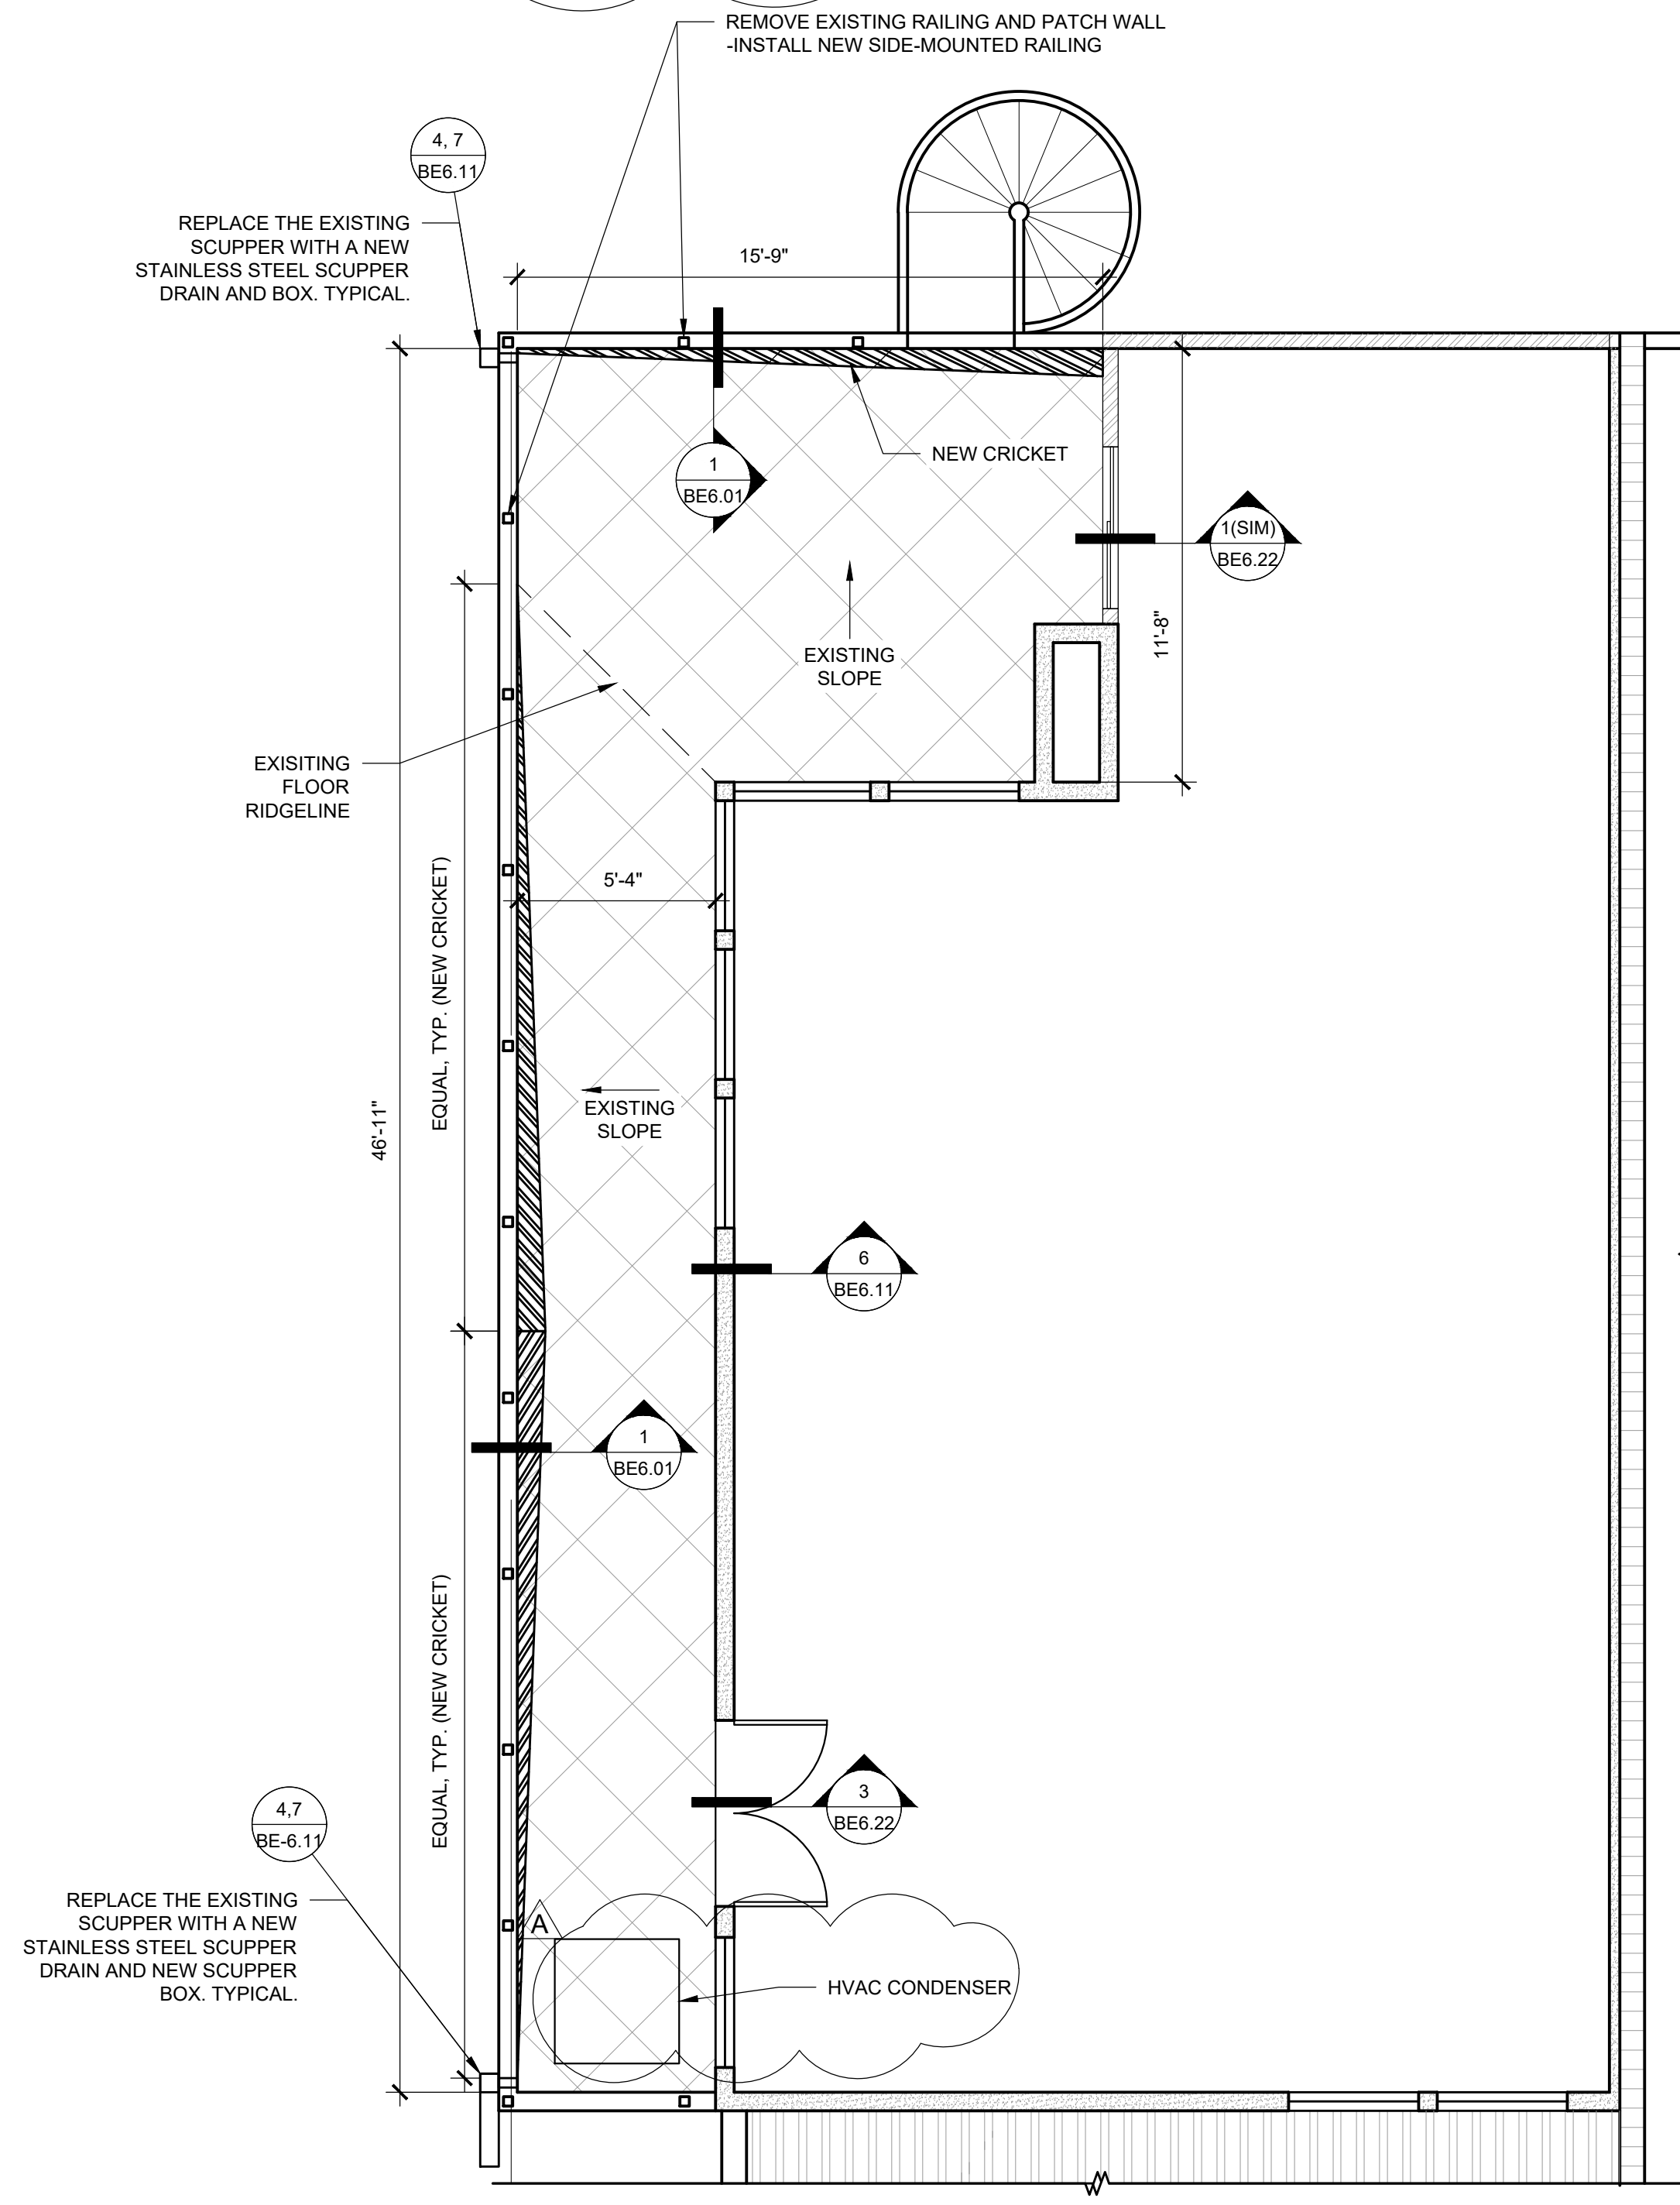 REMOVE EXISTING RAILING AND PATCH WALL
-INSTALL NEW SIDE-MOUNTED RAILING
4, 7
BE6.11
REPLACE THE EXISTING
SCUPPER WITH A NEW
STAINLESS STEEL SCUPPER
DRAIN AND BOX. TYPICAL.
15'-9"
NEW CRICKET
1
BE6.01
1(SIM)
BE6.22
11'-8"
EXISTING
SLOPE
EXISITING
FLOOR
RIDGELINE
5'-4"
EQUAL, TYP. (NEW CRICKET)
46'-11"
EXISTING
SLOPE
6
BE6.11
1
BE6.01
EQUAL, TYP. (NEW CRICKET)
3
BE6.22
4,7
BE-6.11
REPLACE THE EXISTING
SCUPPER WITH A NEW
STAINLESS STEEL SCUPPER
DRAIN AND NEW SCUPPER
BOX. TYPICAL.
A
HVAC CONDENSER